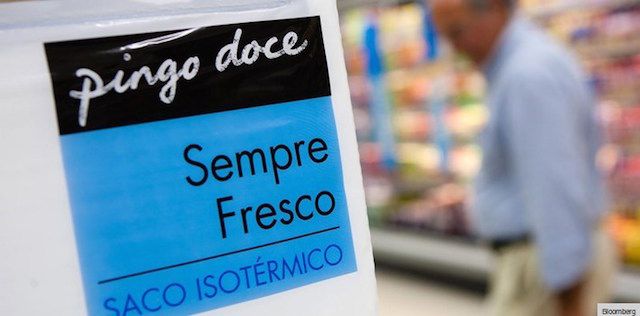 pingo doce
Sempre
Fresco
SACO ISOTÉRMICO
Bloomberg